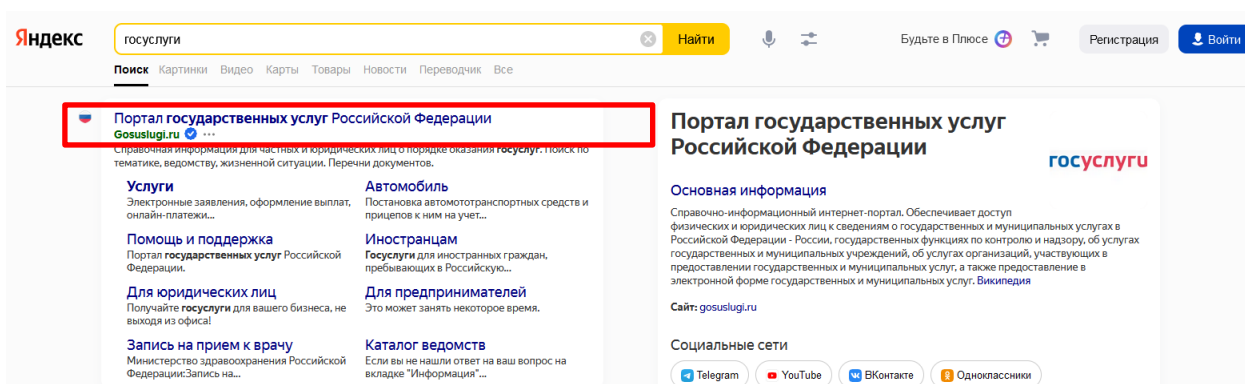 Яндекс
госуслуги
Найти
Будьте в Плюсе
Регистрация
Войти
Поиск Картинки Видео Карты Товары Новости Переводчик Все
Портал государственных услуг Российской Федерации
Gosuslugi.ru ···
Справочная информация для частных и юридических лиц о порядке оказания госуслуг. Поиск по
тематике, ведомству, жизненной ситуации. Перечни документов.
Услуги
Электронные заявления, оформление выплат,
онлайн-платежи...
Автомобиль
Постановка автомототранспортных средств и
прицепов к ним на учет...
Помощь и поддержка
Портал государственных услуг Российской
Федерации.
Иностранцам
Госуслуги для иностранных граждан,
пребывающих в Российскую...
Для юридических лиц
Получайте госуслуги для вашего бизнеса, не
выходя из офиса!
Для предпринимателей
Это может занять некоторое время.
Запись на прием к врачу
Министерство здравоохранения Российской
Федерации:Запись на...
Каталог ведомств
Если вы не нашли ответ на ваш вопрос на
вкладке "Информация"...
Портал государственных услуг
Российской Федерации
госуслуги
Основная информация
Справочно-информационный интернет-портал. Обеспечивает доступ
физических и юридических лиц к сведениям о государственных и муниципальных услугах в
Российской Федерации - России, государственных функциях по контролю и надзору, об услугах
государственных и муниципальных учреждений, об услугах организаций, участвующих в
предоставлении государственных и муниципальных услуг, а также предоставление в
электронной форме государственных и муниципальных услуг. Википедия
Сайт: gosuslugi.ru
Социальные сети
Telegram
YouTube
ВКонтакте
Одноклассники